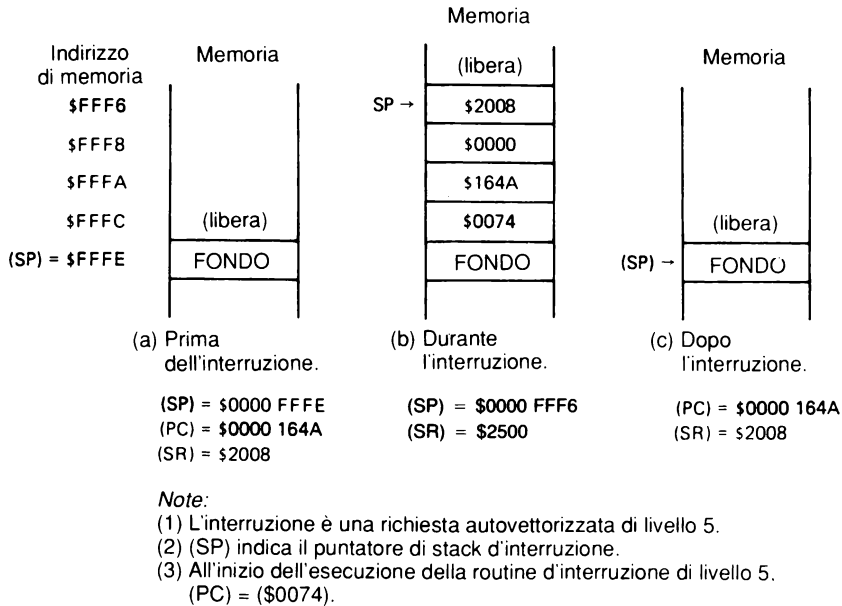 Memoria
Indirizzo
di memoria
Memoria
Memoria
(libera)
$FFF6
SP →
$2008
$FFF8
$0000
$FFFA
$164A
$FFFC
(libera)
$0074
(libera)
(SP) = $FFFE
FONDO
FONDO
(SP) →
FONDO
(a) Prima
dell'interruzione.
(b) Durante
l'interruzione.
(c) Dopo
l'interruzione.
(SP) = $0000 FFFE
(PC) = $0000 164A
(SR) = $2008
(SP) = $0000 FFF6
(SR) = $2500
(PC) = $0000 164A
(SR) = $2008
Note:
(1) L'interruzione è una richiesta autovettorizzata di livello 5.
(2) (SP) indica il puntatore di stack d'interruzione.
(3) All'inizio dell'esecuzione della routine d'interruzione di livello 5.
(PC) = ($0074).